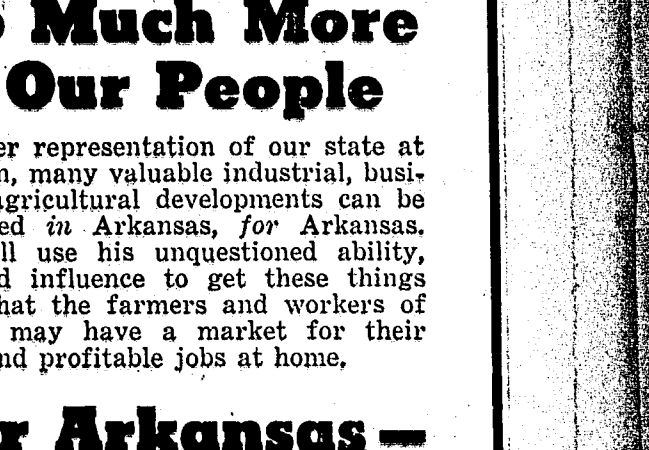 Much More
Our People
er representation of our state at
n, many valuable industrial, busi-
agricultural developments can be
ed in Arkansas, for Arkansas.
ll use his unquestioned ability,
d influence to get these things
hat the farmers and workers of
may have a market for their
nd profitable jobs at home.
r Arkansas—